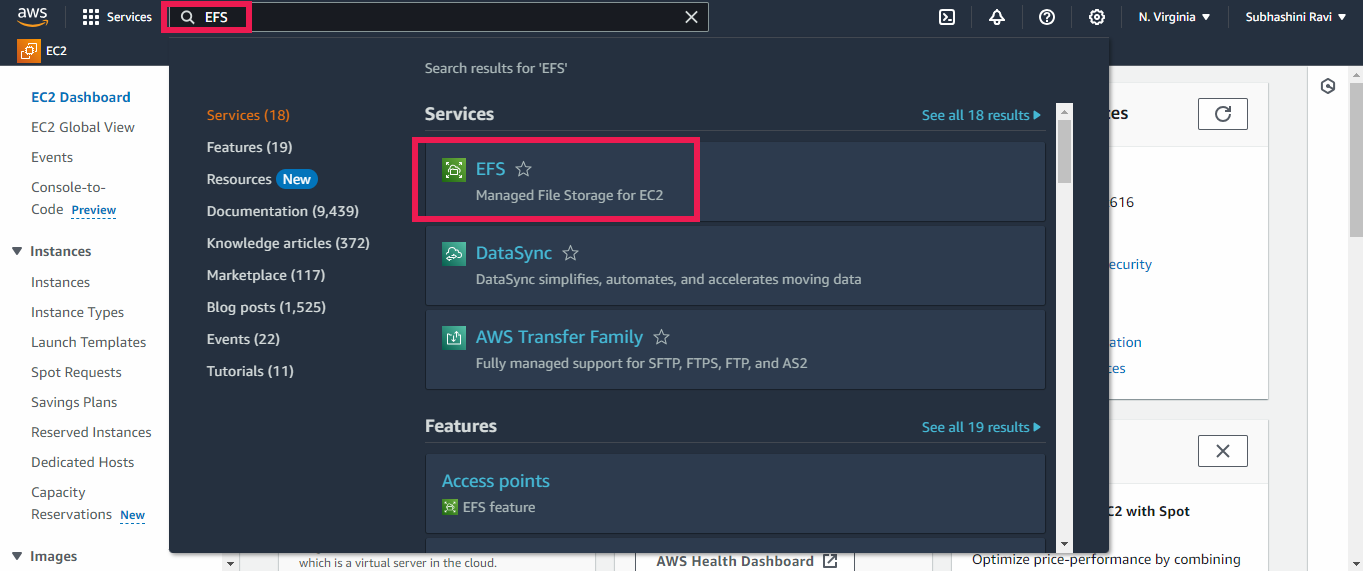 aws
Services
EFS
N. Virginia
Subhashini Ravi
EC2
EC2 Dashboard
EC2 Global View
Events
Console-to-
Code Preview
Instances
Instances
Instance Types
Launch Templates
Spot Requests
Savings Plans
Reserved Instances
Dedicated Hosts
Capacity
Reservations New
Images
Search results for 'EFS'
Services (18)
Features (19)
Resources New
Documentation (9,439)
Knowledge articles (372)
Marketplace (117)
Blog posts (1,525)
Events (22)
Tutorials (11)
Services
See all 18 results
EFS
Managed File Storage for EC2
DataSync
DataSync simplifies, automates, and accelerates moving data
AWS Transfer Family
Fully managed support for SFTP, FTPS, FTP, and AS2
Features
See all 19 results
Access points
EFS feature
which is a virtual server in the cloud.
AWS Health Dashboard
es
616
ecurity
ation
ces
C2 with Spot
Optimize price-performance by combining